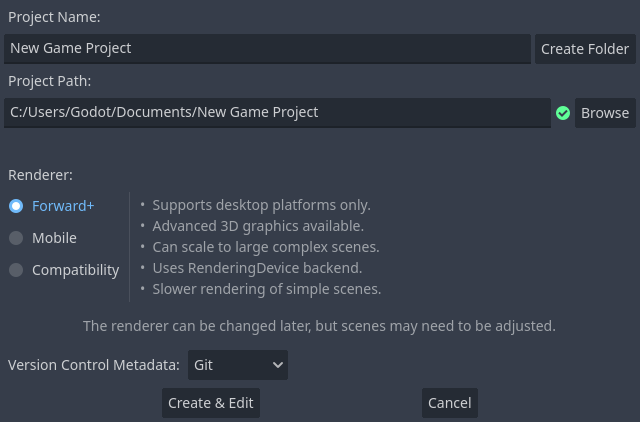 Project Name:
New Game Project
Create Folder
Project Path:
C:/Users/Godot/Documents/New Game Project
Browse
Renderer:
Forward+
Mobile
Compatibility
• Supports desktop platforms only.
• Advanced 3D graphics available.
• Can scale to large complex scenes.
• Uses RenderingDevice backend.
• Slower rendering of simple scenes.
The renderer can be changed later, but scenes may need to be adjusted.
Version Control Metadata: Git
Create & Edit
Cancel